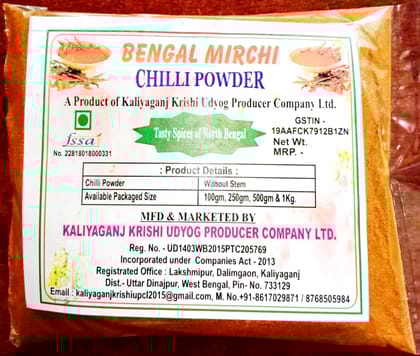 BENGAL MIRCHI
CHILLI POWDER
A Product of Kaliyaganj Krishi Udyog Producer Company Ltd.
fssai
No. 22818018000331
Tasty Spices of North Bengal
GSTIN -
19AAFCK7912B1ZN
Net Wt.
MRP. -
: Product Details :
Chilli Powder Without Stem
Available Packaged Size 100gm, 250gm, 500gm & 1Kg.
MFD & MARKETED BY
KALIYAGANJ KRISHI UDYOG PRODUCER COMPANY LTD.
Reg. No. - UD1403WB2015PTC205769
Incorporated under Companies Act - 2013
Registered Office : Lakshmipur, Dalimgaon, Kaliyaganj
Dist.- Uttar Dinajpur, West Bengal, Pin- No. 733129
Email : kaliyaganjkrishiupcl2015@gmail.com, M. No.+91-8617029871 / 8768505984